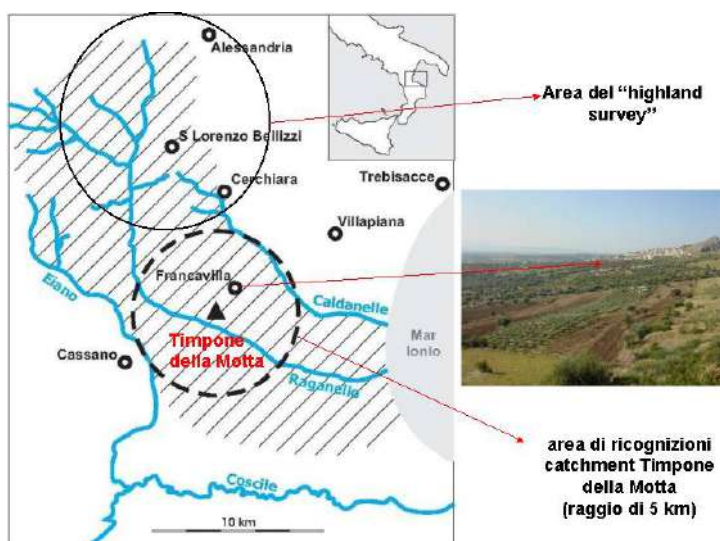 Alessandria
S Lorenzo Bellizzi
Cerchiara
Trebisacce
Villapiana
Francavilla
Eiano
Caldanelle
Timpone
della Motta
Mar
Ionio
Cassano
Raganello
Coscile
10 km
Area del "highland
survey"
area di ricognizioni
catchment Timpone
della Motta
(raggio di 5 km)